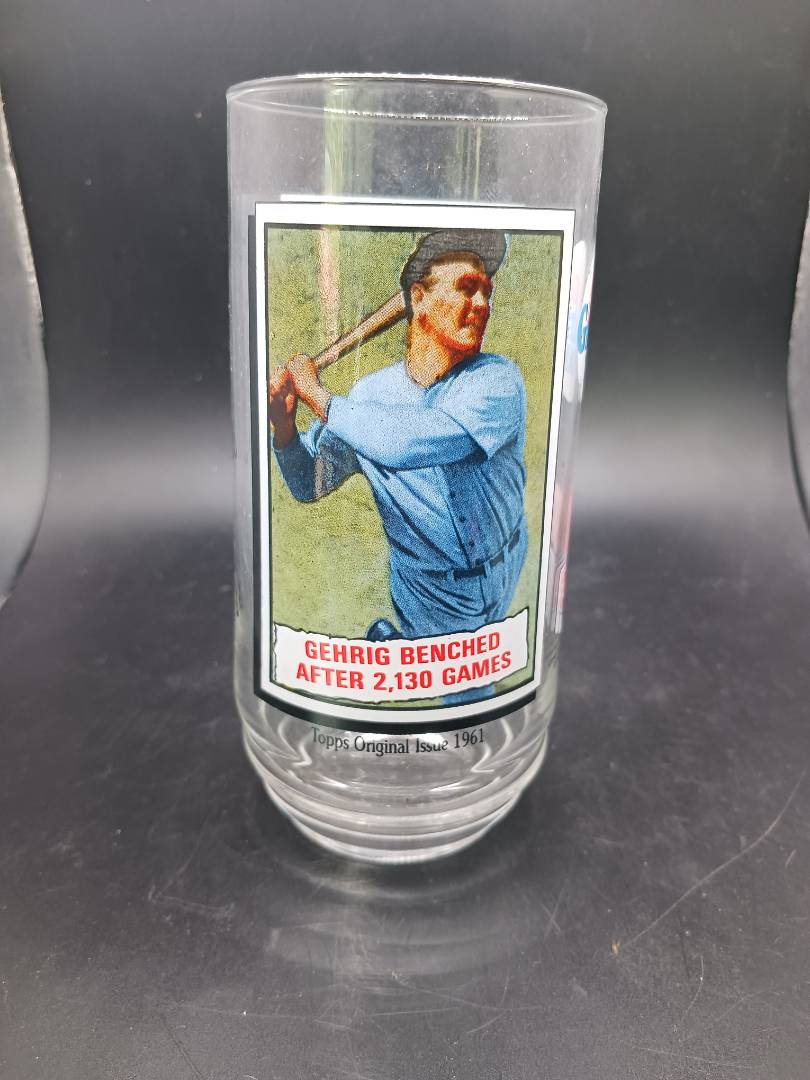 GEHRIG BENCHED
AFTER 2,130 GAMES
Topps Original Issue 1961